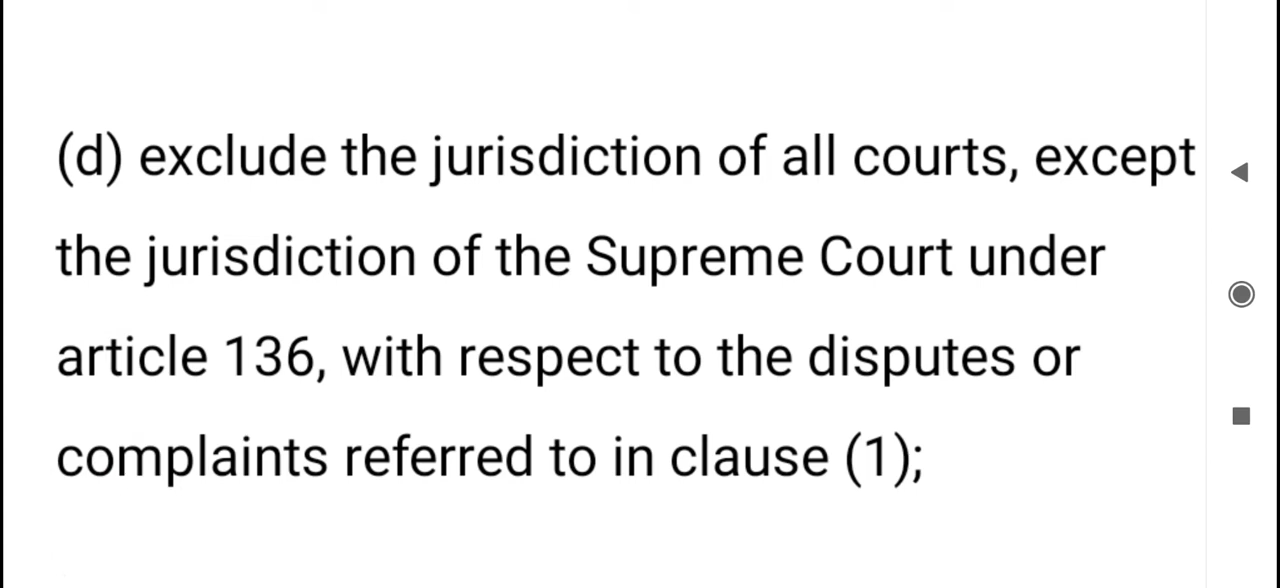 (d) exclude the jurisdiction of all courts, except
the jurisdiction of the Supreme Court under
article 136, with respect to the disputes or
complaints referred to in clause (1);